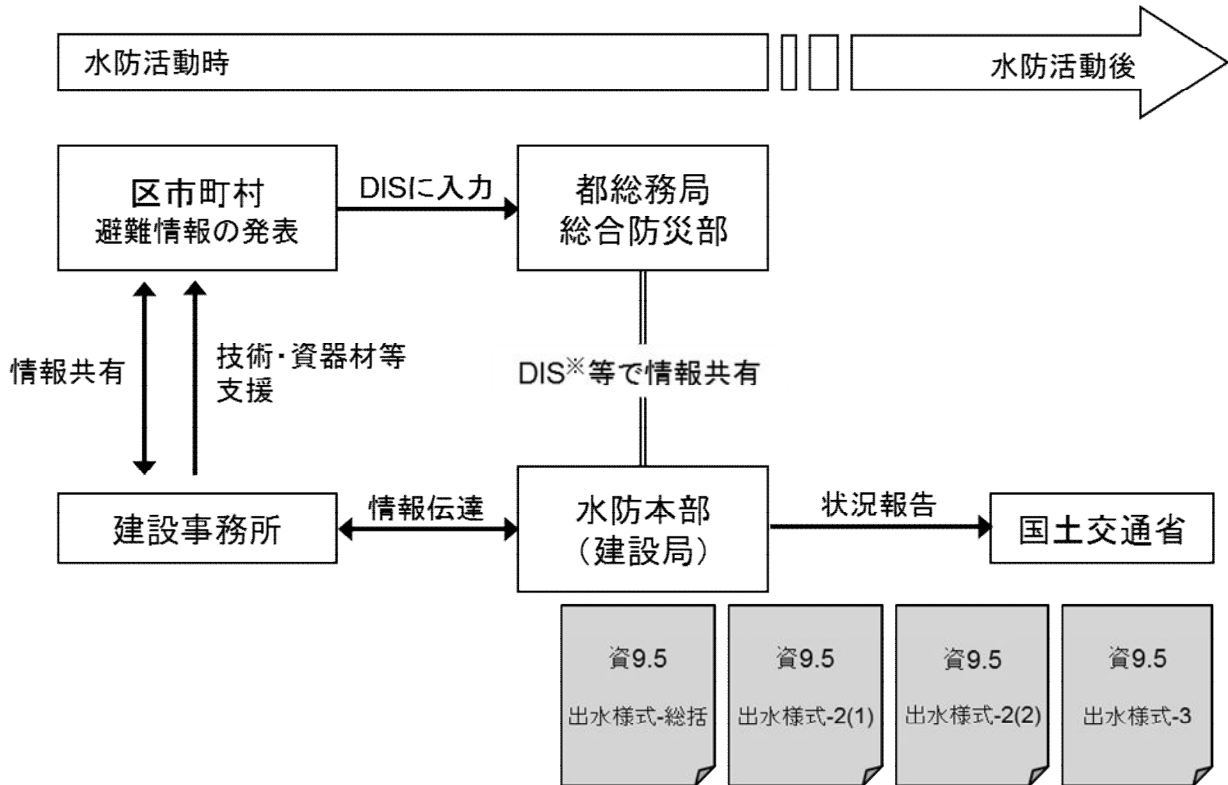 水防活動時
水防活動後
区市町村
避難情報の発表
DISに入力
都総務局
総合防災部
情報共有
技術・資器材等
支援
DIS※等で情報共有
建設事務所
情報伝達
水防本部
（建設局）
状況報告
国土交通省
資9.5
出水様式-総括
資9.5
出水様式-2(1)
資9.5
出水様式-2(2)
資9.5
出水様式-3